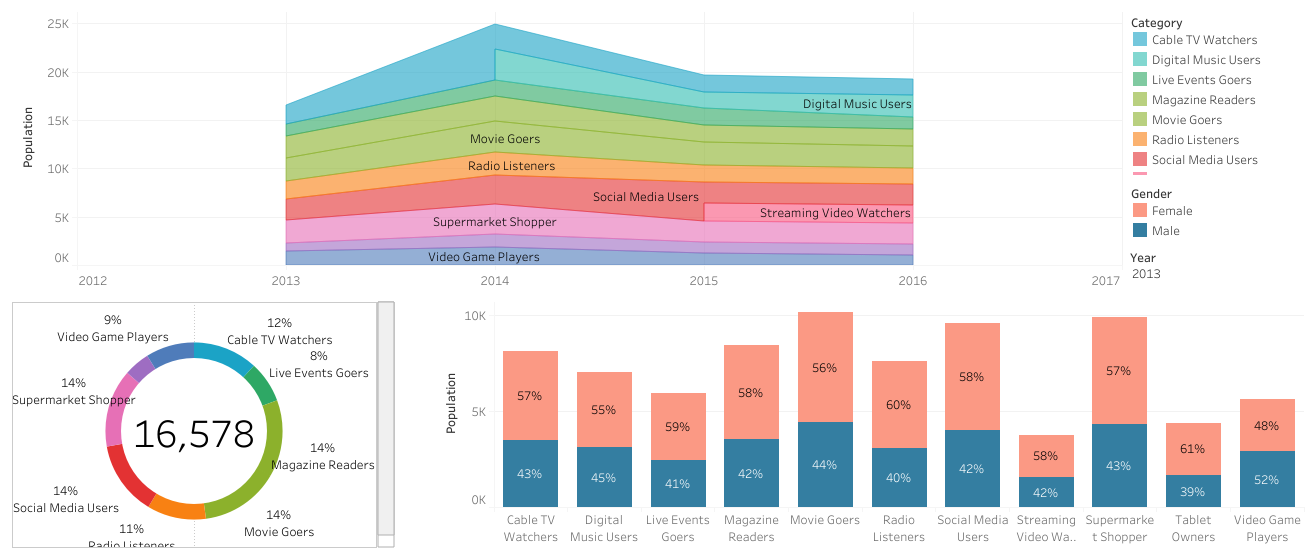 25K
20K
15K
10K
5K
0K
Population
Digital Music Users
Movie Goers
Radio Listeners
Social Media Users
Streaming Video Watchers
Supermarket Shopper
Video Game Players
2012
2013
2014
2015
2016
2017
Category
Cable TV Watchers
Digital Music Users
Live Events Goers
Magazine Readers
Movie Goers
Radio Listeners
Social Media Users
Gender
Female
Male
Year
2013
9%
Video Game Players
12%
Cable TV Watchers
8%
Live Events Goers
14%
Supermarket Shopper
16,578
14%
Magazine Readers
14%
Social Media Users
14%
Movie Goers
11%
Radio Listeners
10K
5K
0K
Population
57%
43%
55%
45%
59%
41%
58%
42%
56%
44%
60%
40%
58%
42%
58%
42%
57%
43%
61%
39%
48%
52%
Cable TV
Watchers
Digital
Music Users
Live Events
Goers
Magazine
Readers
Movie Goers
Radio
Listeners
Social Media
Users
Streaming
Video Wa..
Supermarke
t Shopper
Tablet
Owners
Video Game
Players